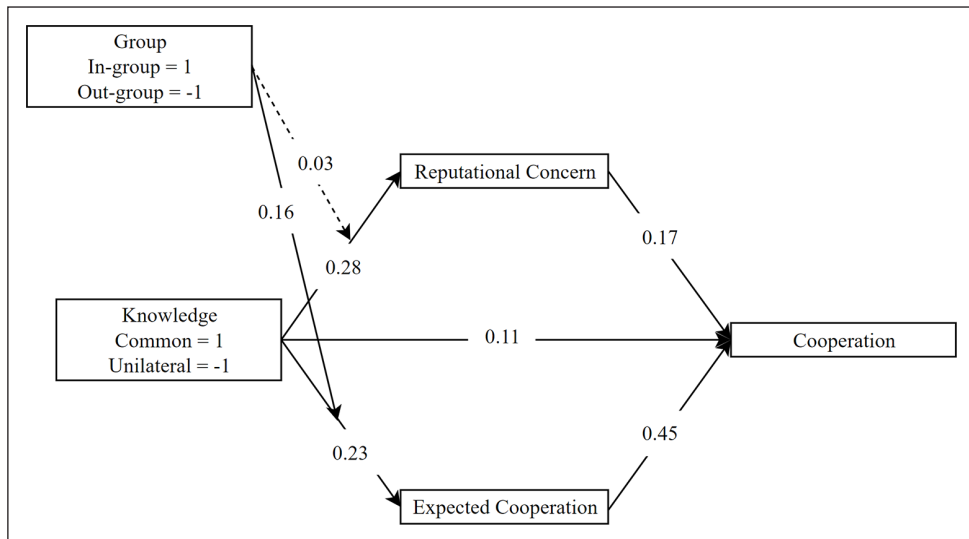 Group
In-group = 1
Out-group = -1
0.03
Reputational Concern
0.16
0.17
0.28
Knowledge
Common = 1
Unilateral = -1
0.11
Cooperation
0.23
0.45
Expected Cooperation